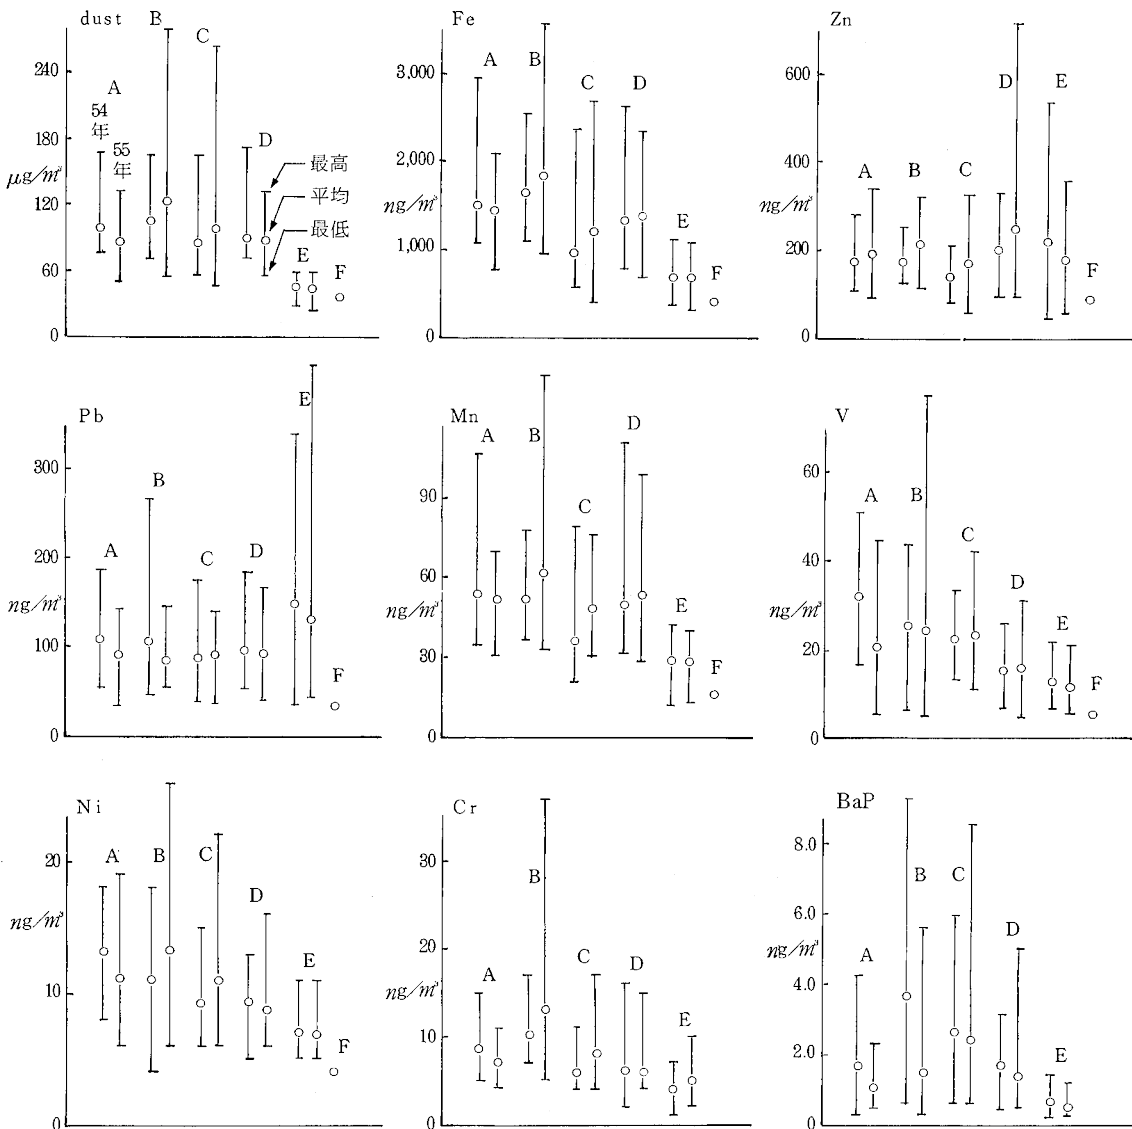 dust
240
180
μg/m³
120
60
0
A
54
年
55
年
B
C
D
最高
平均
最低
E
F
Fe
3,000
2,000
ng/m³
1,000
0
A
B
C
D
E
F
Zn
600
400
ng/m³
200
0
A
B
C
D
E
F
Pb
300
200
ng/m³
100
0
A
B
C
D
E
F
Mn
90
60
ng/m³
30
0
A
B
C
D
E
F
V
60
40
ng/m³
20
0
A
B
C
D
E
F
Ni
20
ng/m³
10
0
A
B
C
D
E
F
Cr
30
20
ng/m³
10
0
A
B
C
D
E
BaP
8.0
6.0
ng/m³
4.0
2.0
0
A
B
C
D
E